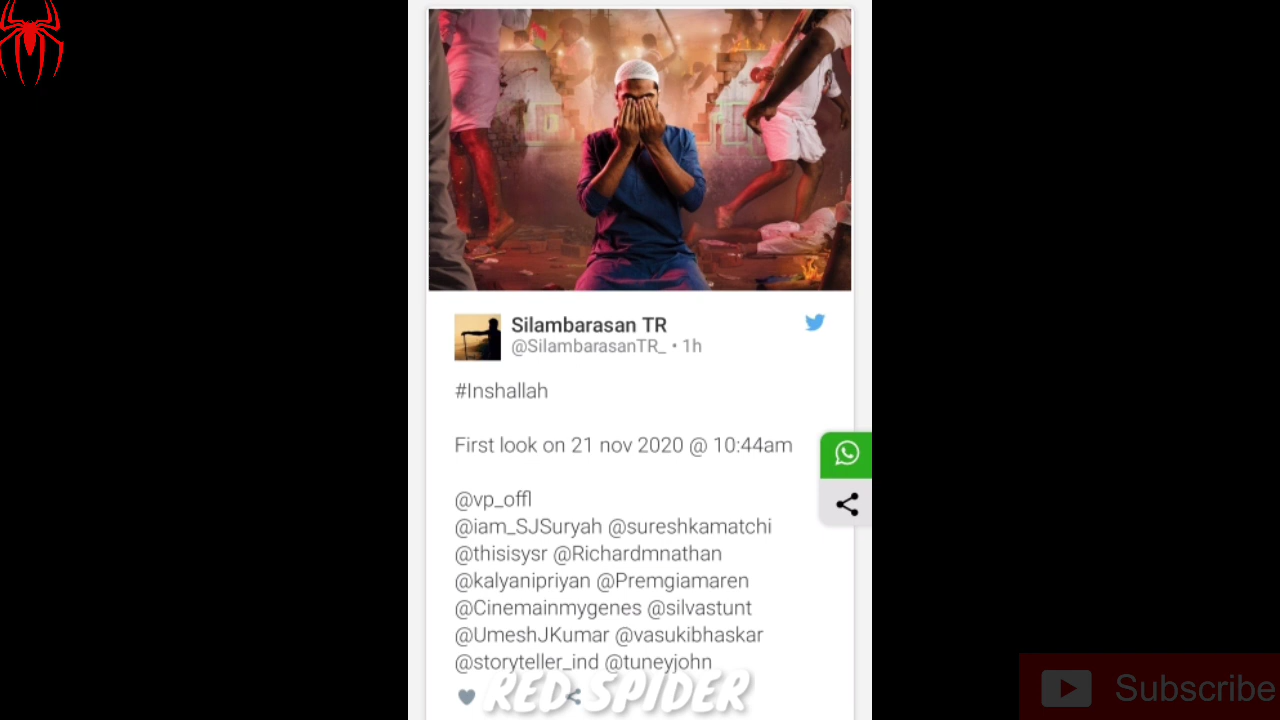 Silambarasan TR
@SilambarasanTR_ • 1h
#Inshallah
First look on 21 nov 2020 @ 10:44am
@vp_offl
@iam_SJSuryah @sureshkamatchi
@thisisysr @Richardmnathan
@kalyanipriyan @Premgiamaren
@Cinemainmygenes @silvastunt
@UmeshJKumar @vasukibhaskar
@storyteller_ind @tuneyjohn
RED SPIDER
Subscribe